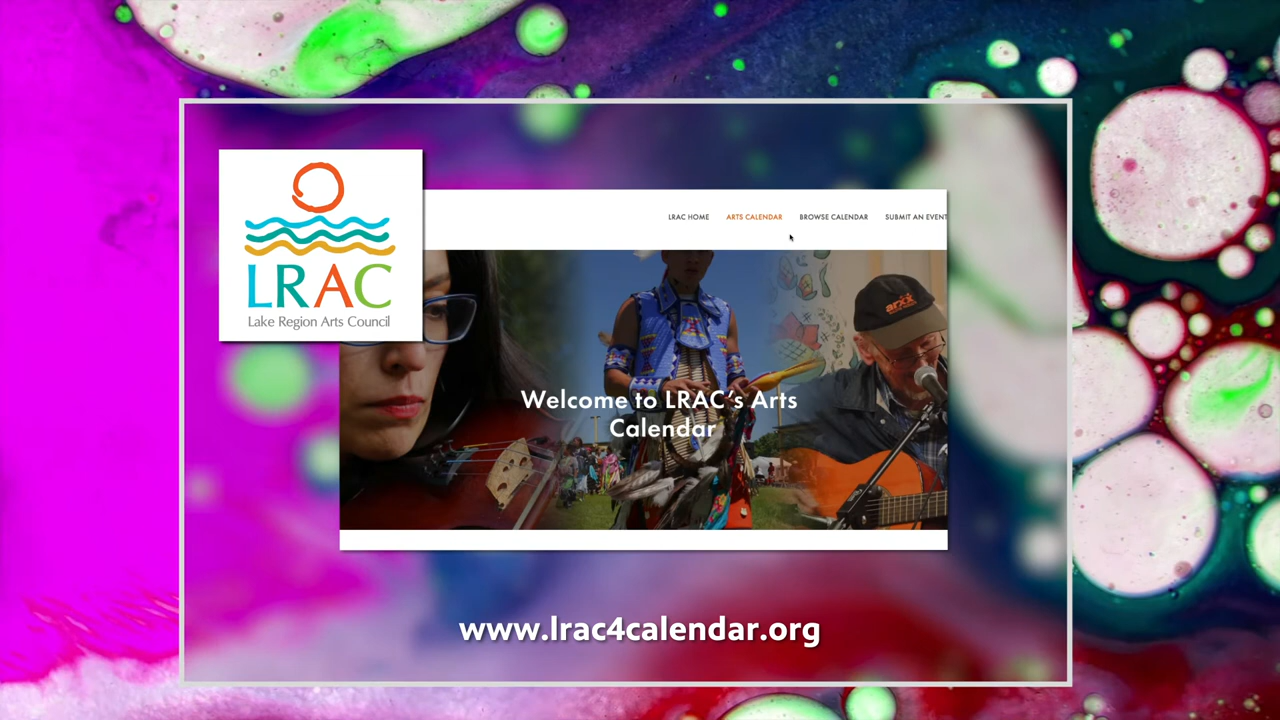 LRAC
Lake Region Arts Council
LRAC HOME ARTS CALENDAR BROWSE CALENDAR SUBMIT AN EVENT
arxx
Welcome to LRAC's Arts
Calendar
www.lrac4calendar.org